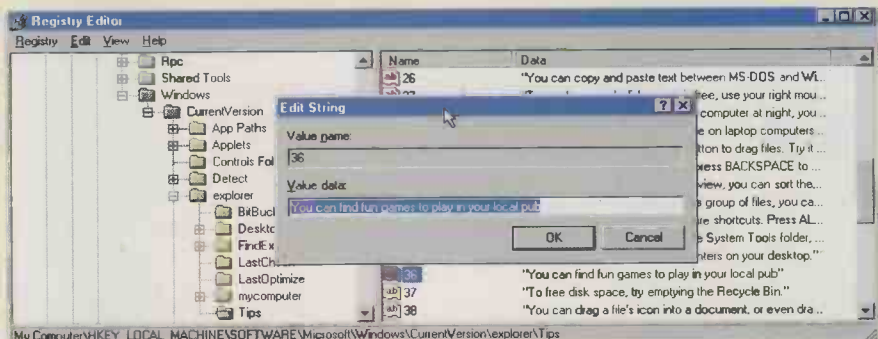 Registry Editor
Registry Edit View Help
Rpc
Shared Tools
Windows
CurrentVersion
App Paths
Applets
Controls Fol
Detect
explorer
BitBuc
Deskto
FindEx
LastCh
LastOptimize
mycomputer
Tips
Name Data
26 "You can copy and paste text between MS-DOS and Wi...
ree, use your right mou...
computer at night, you...
e on laptop computers...
tton to drag files. Try it...
ress BACKSPACE to...
view, you can sort the...
a group of files, you ca...
re shortcuts. Press AL...
e System Tools folder,...
nters on your desktop."
36 "You can find fun games to play in your local pub"
37 "To free disk space, try emptying the Recycle Bin."
38 "You can drag a file's icon into a document, or even dra...
Edit String
Value name:
36
Value data:
You can find fun games to play in your local pub
OK Cancel
My Computer\HKEY_LOCAL_MACHINE\SOFTWARE\Microsoft\Windows\CurrentVersion\explorer\Tips